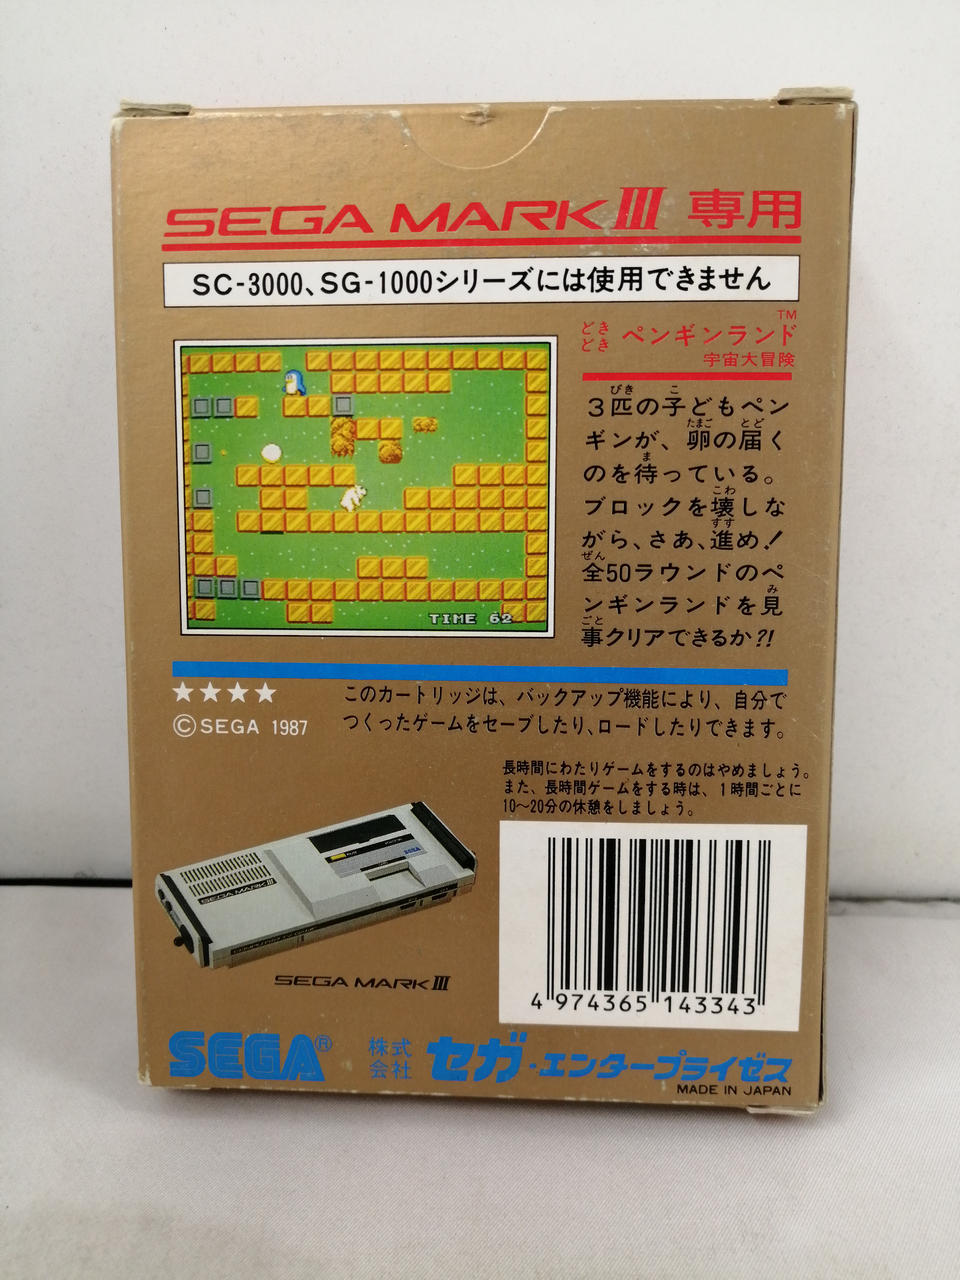 SEGA MARK III 専用
SC-3000、SG-1000シリーズには使用できません
TM
どきどき ペンギンランド
宇宙大冒険
3匹の子どもペン
ギンが、卵の届く
のを待っている。
ブロックを壊しな
がら、さあ、進め!
全50ラウンドのペ
ンギンランドを見
事クリアできるか?!
TIME 62
★★★★
©SEGA 1987
このカートリッジは、バックアップ機能により、自分で
つくったゲームをセーブしたり、ロードしたりできます。
長時間にわたりゲームをするのはやめましょう。
また、長時間ゲームをする時は、1時間ごとに
10〜20分の休憩をしましょう。
SEGA
SEGA MARK III
SEGA MARK III
4 974365 143343
SEGA® 株式会社 セガ・エンタープライゼス
MADE IN JAPAN